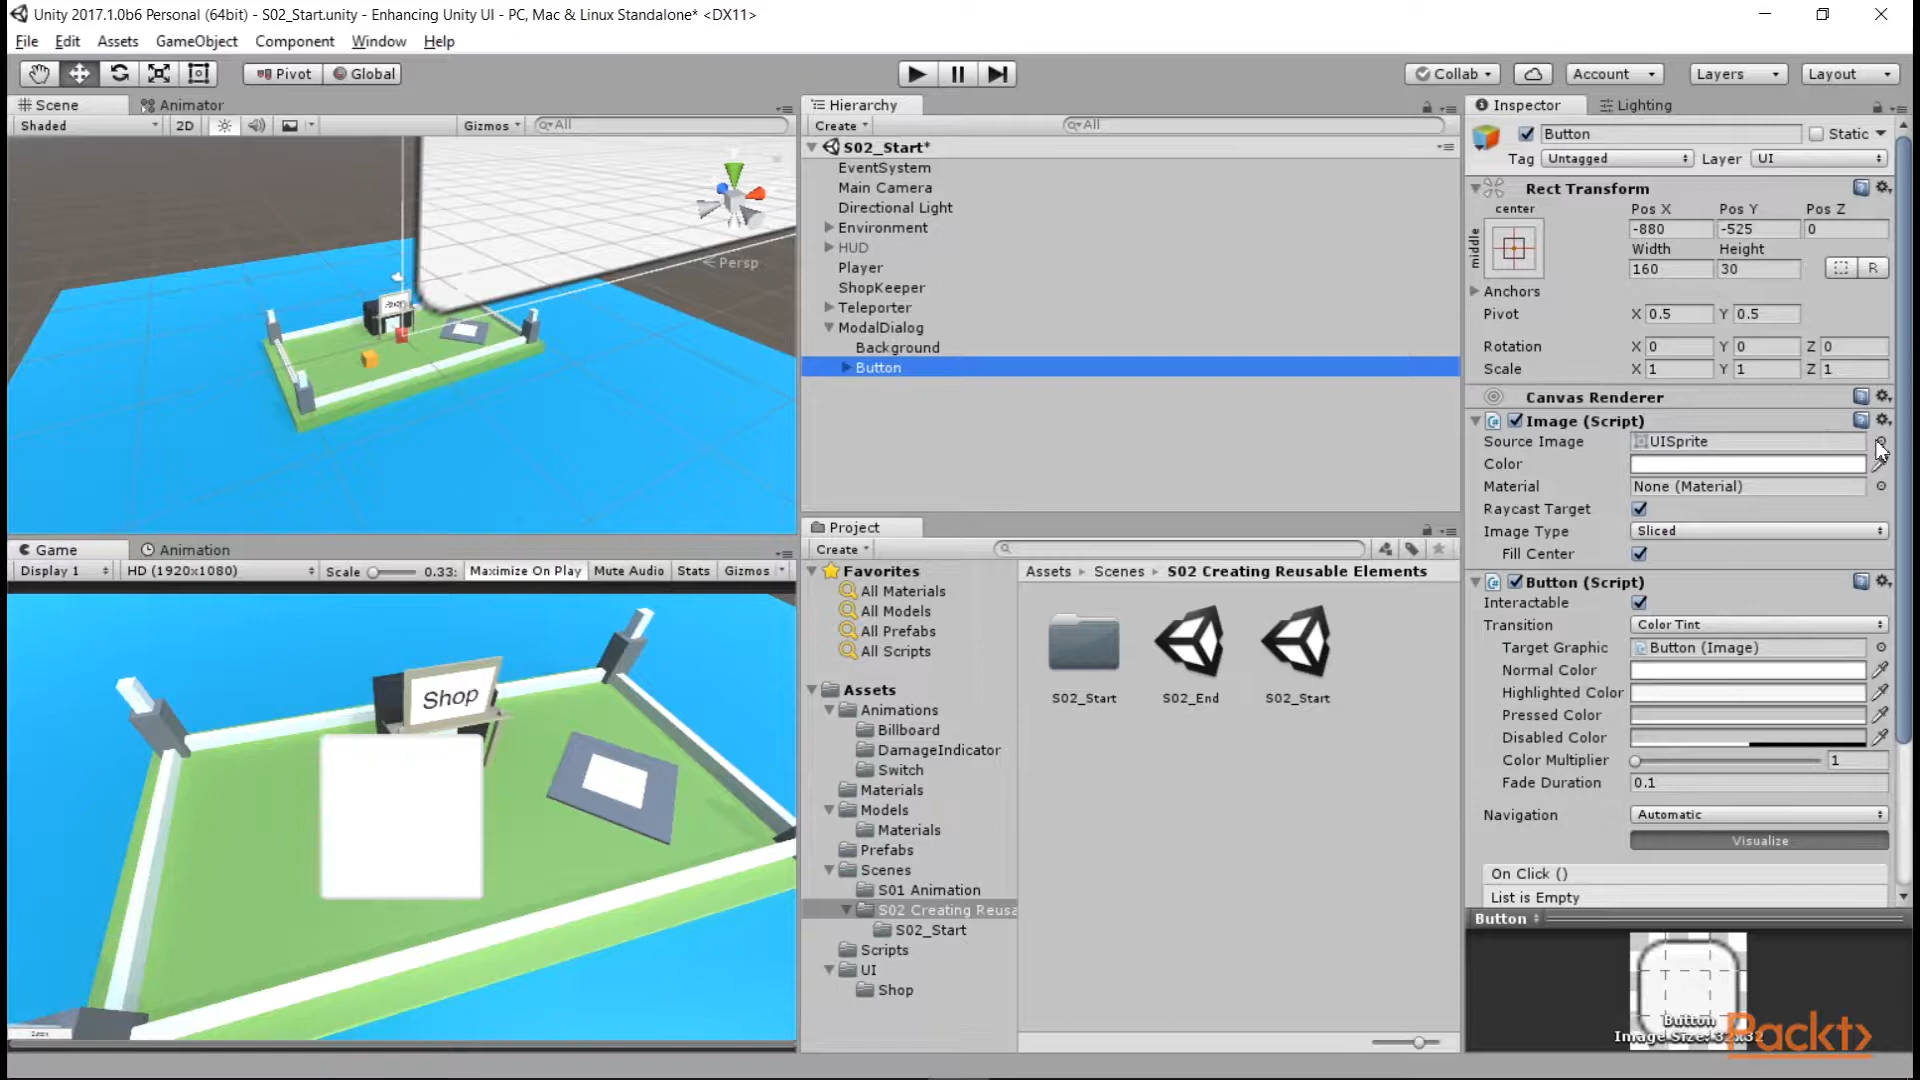 Unity 2017.1.0b6 Personal (64bit) - S02_Start.unity - Enhancing Unity UI - PC, Mac & Linux Standalone* <DX11>
File Edit Assets GameObject Component Window Help
Pivot Global
Collab Account Layers Layout
Scene Animator
Shaded 2D Gizmos All
Persp
Shop
Game Animation
Display 1 HD (1920x1080) Scale 0.33: Maximize On Play Mute Audio Stats Gizmos
Shop
Hierarchy
Create All
S02_Start*
EventSystem
Main Camera
Directional Light
Environment
HUD
Player
ShopKeeper
Teleporter
ModalDialog
Background
Button
Project
Create
Favorites
All Materials
All Models
All Prefabs
All Scripts
Assets
Animations
Billboard
DamageIndicator
Switch
Materials
Models
Materials
Prefabs
Scenes
S01 Animation
S02 Creating Reusa
S02_Start
Scripts
UI
Shop
Assets Scenes S02 Creating Reusable Elements
S02_Start S02_End S02_Start
Inspector Lighting
Button Static
Tag Untagged Layer UI
Rect Transform
center Pos X Pos Y Pos Z
middle
-880 -525 0
Width Height
160 30 R
Anchors
Pivot X 0.5 Y 0.5
Rotation X 0 Y 0 Z 0
Scale X 1 Y 1 Z 1
Canvas Renderer
Image (Script)
Source Image UISprite
Color
Material None (Material)
Raycast Target
Image Type Sliced
Fill Center
Button (Script)
Interactable
Transition Color Tint
Target Graphic Button (Image)
Normal Color
Highlighted Color
Pressed Color
Disabled Color
Color Multiplier 1
Fade Duration 0.1
Navigation Automatic
Visualize
On Click ()
List is Empty
Button
Button
Image Size: 32x32
Packt>